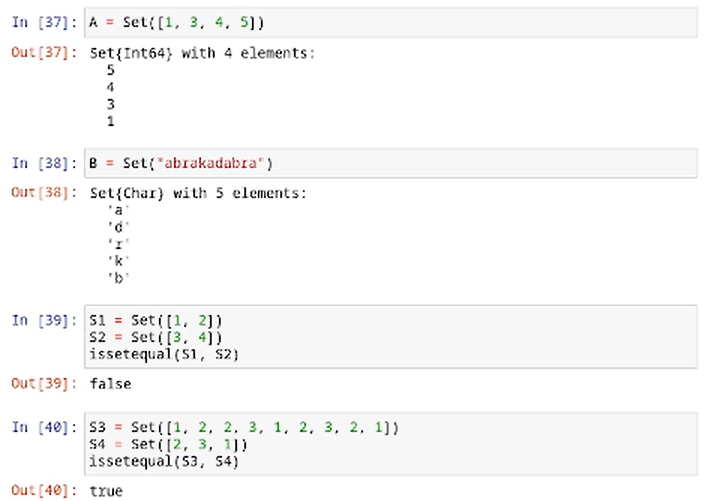 In [37]: A = Set([1, 3, 4, 5])
Out[37]: Set{Int64} with 4 elements:
5
4
3
1
In [38]: B = Set("abrakadabra")
Out[38]: Set{Char} with 5 elements:
'a'
'd'
'r'
'k'
'b'
In [39]: S1 = Set([1, 2])
S2 = Set([3, 4])
issetequal(S1, S2)
Out[39]: false
In [40]: S3 = Set([1, 2, 2, 3, 1, 2, 3, 2, 1])
S4 = Set([2, 3, 1])
issetequal(S3, S4)
Out[40]: true